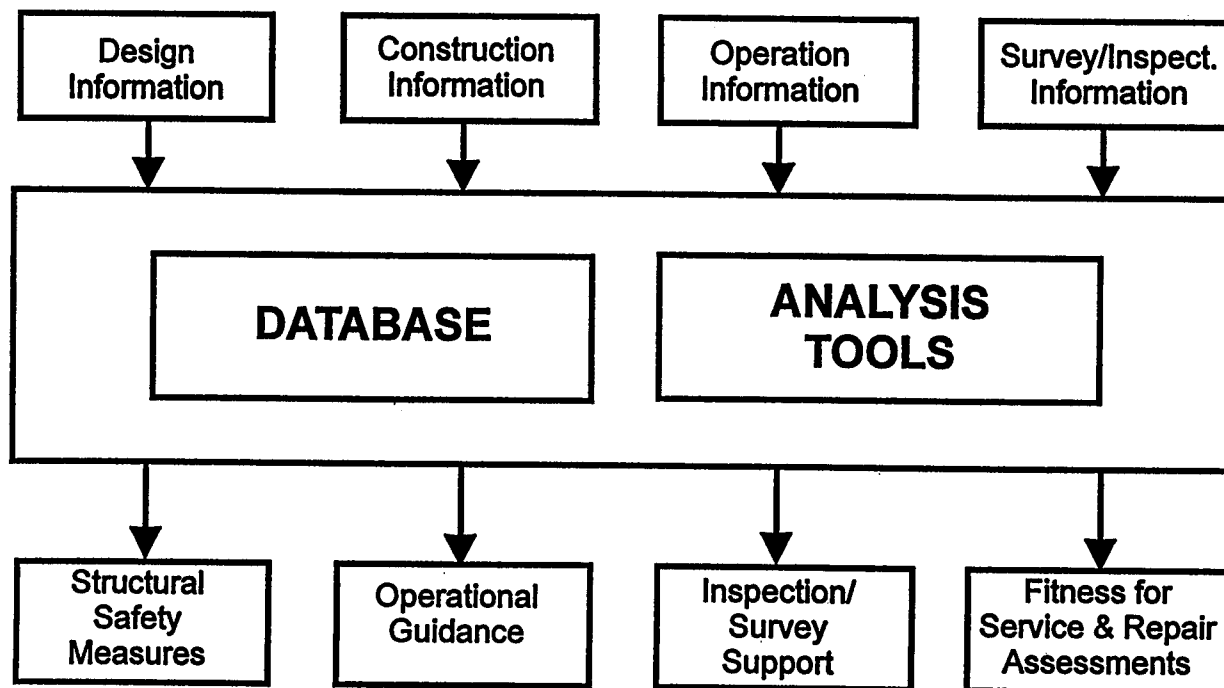 Design
Information
Construction
Information
Operation
Information
Survey/Inspect.
Information
DATABASE
ANALYSIS
TOOLS
Structural
Safety
Measures
Operational
Guidance
Inspection/
Survey
Support
Fitness for
Service & Repair
Assessments